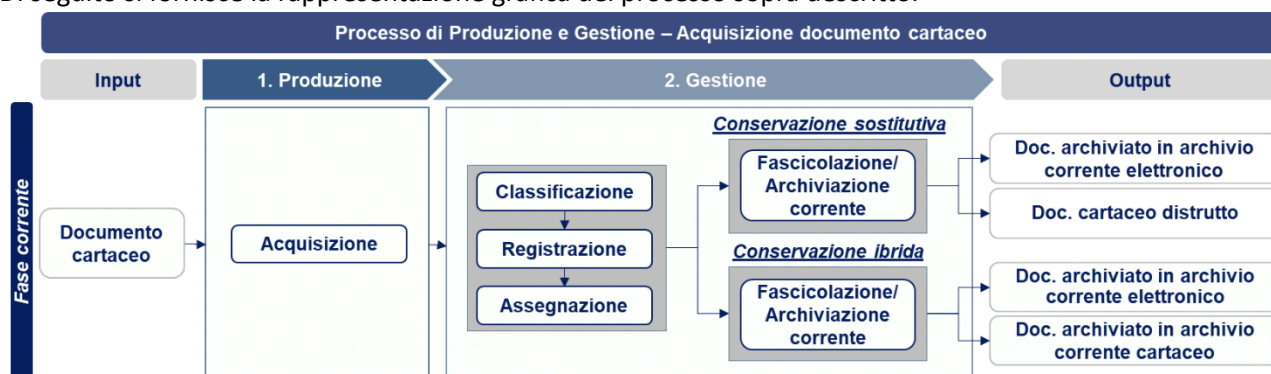 Di seguito si fornisce la rappresentazione grafica del processo sopra descritto:
Processo di Produzione e Gestione – Acquisizione documento cartaceo
Input
1. Produzione
2. Gestione
Output
Fase corrente
Documento
cartaceo
Acquisizione
Classificazione
Registrazione
Assegnazione
Conservazione sostitutiva
Fascicolazione/
Archiviazione
corrente
Conservazione ibrida
Fascicolazione/
Archiviazione
corrente
Doc. archiviato in archivio
corrente elettronico
Doc. cartaceo distrutto
Doc. archiviato in archivio
corrente elettronico
Doc. archiviato in archivio
corrente cartaceo